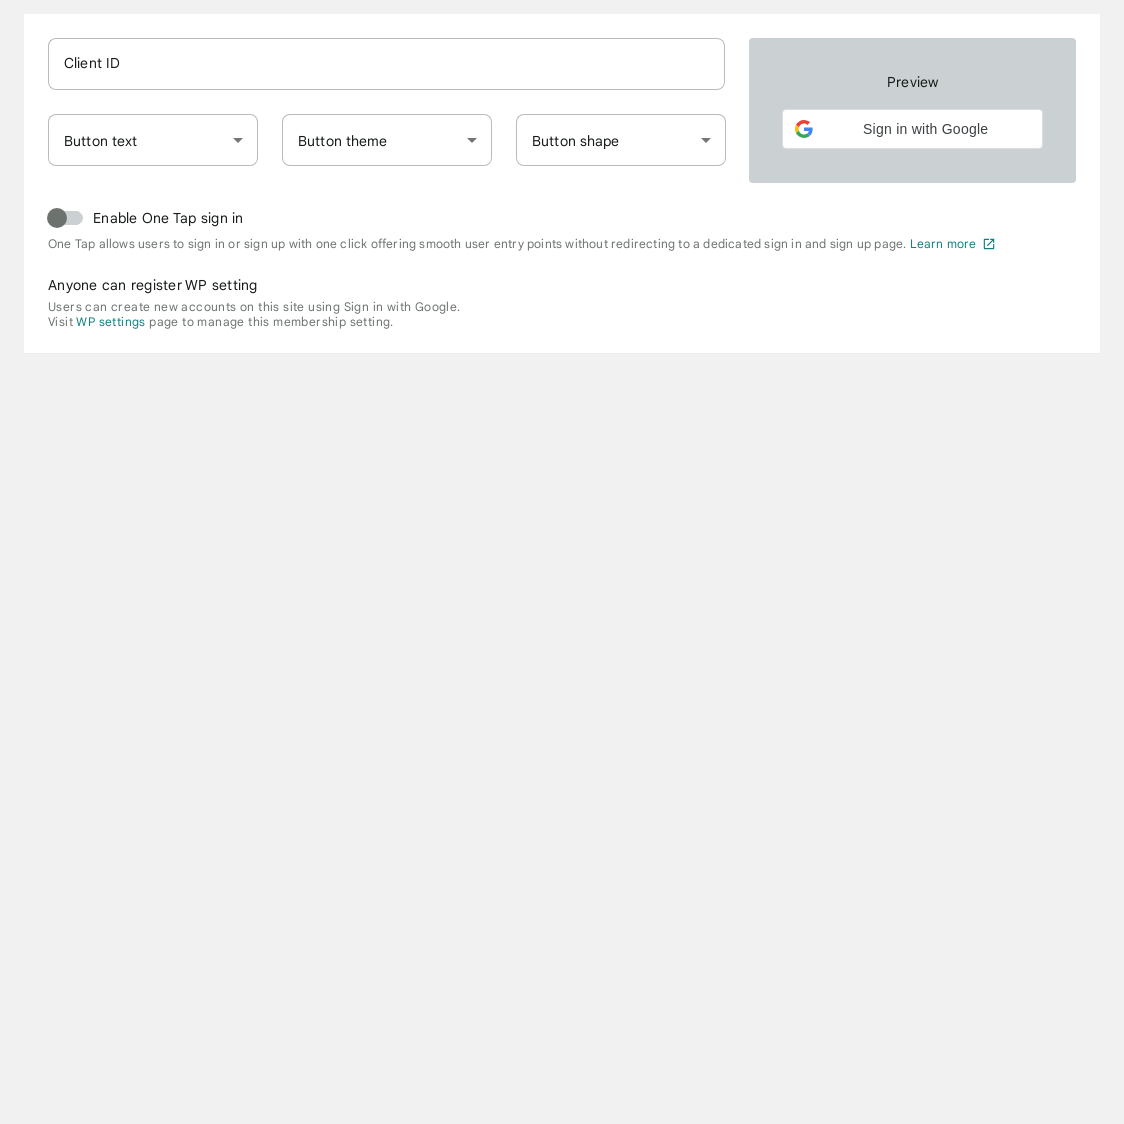 Client ID
Preview
Button text
Button theme
Button shape
Sign in with Google
Enable One Tap sign in
One Tap allows users to sign in or sign up with one click offering smooth user entry points without redirecting to a dedicated sign in and sign up page. Learn more
Anyone can register WP setting
Users can create new accounts on this site using Sign in with Google.
Visit WP settings page to manage this membership setting.